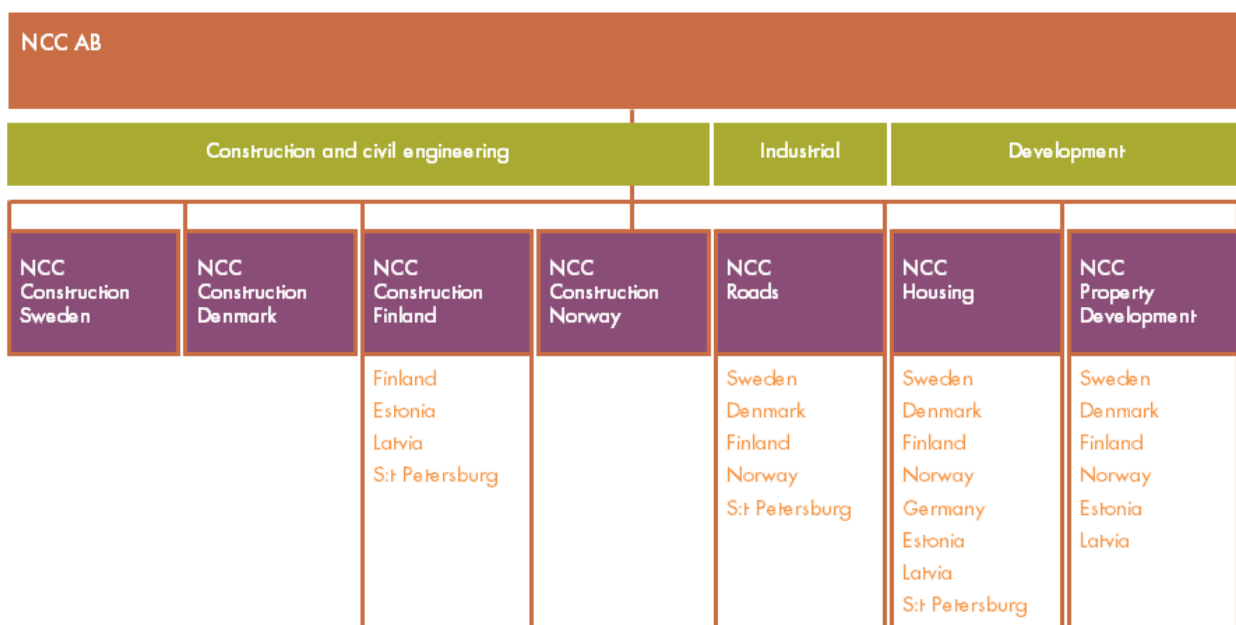 NCC AB
Construction and civil engineering
Industrial
Development
NCC
Construction
Sweden
NCC
Construction
Denmark
NCC
Construction
Finland
NCC
Construction
Norway
NCC
Roads
NCC
Housing
NCC
Property
Development
Finland
Estonia
Latvia
S:t Petersburg
Sweden
Denmark
Finland
Norway
S:t Petersburg
Sweden
Denmark
Finland
Norway
Germany
Estonia
Latvia
S:t Petersburg
Sweden
Denmark
Finland
Norway
Estonia
Latvia